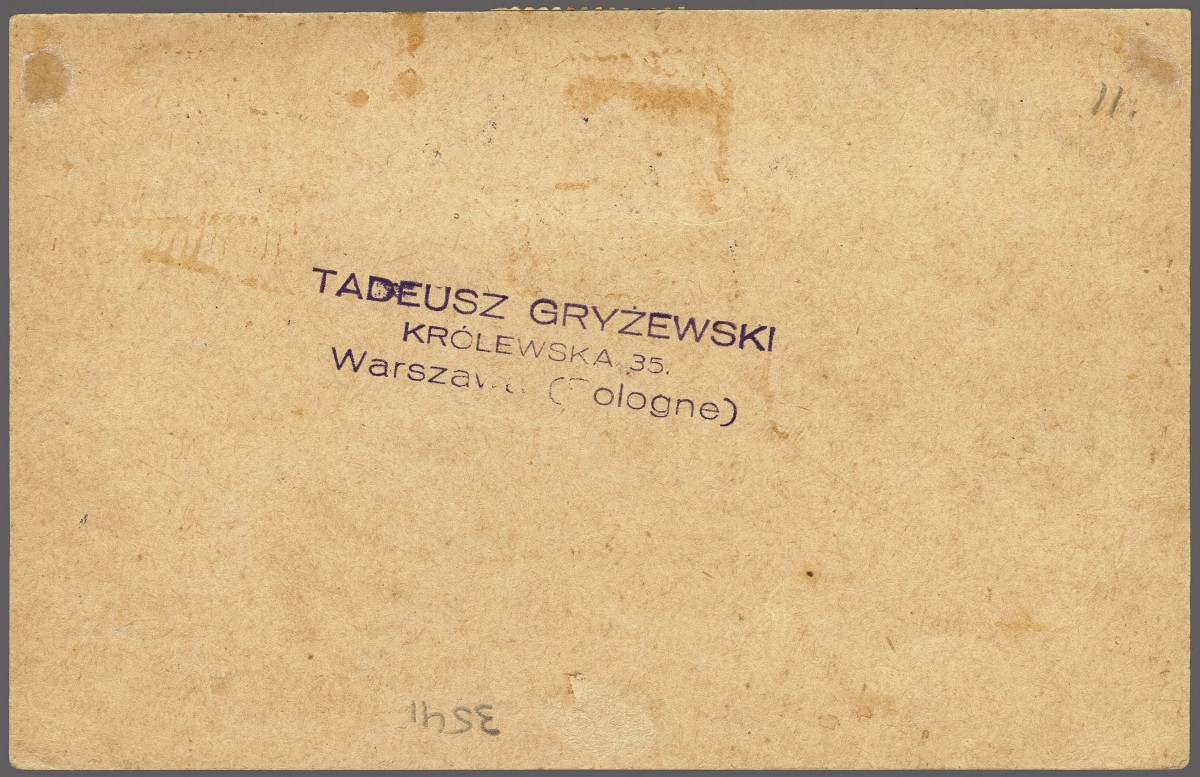 11.
TADEUSZ GRYŻEWSKI
KRÓLEWSKA 35.
Warszawa (Pologne)
3541